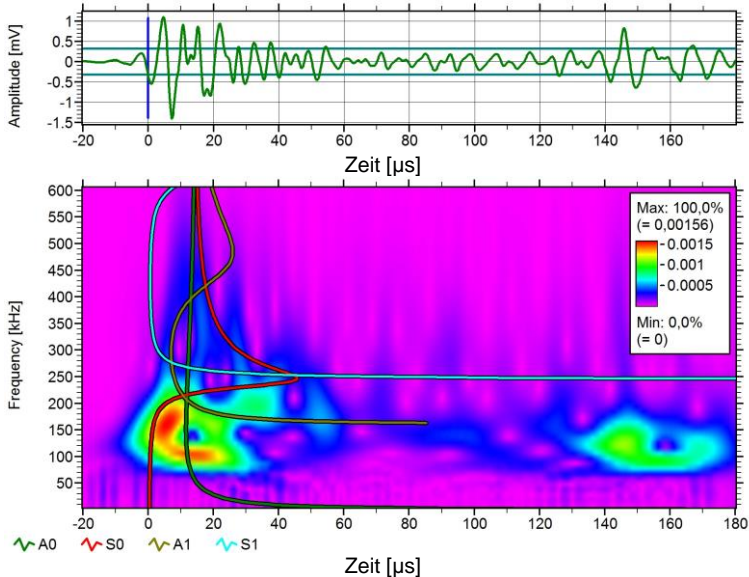 Amplitude [mV]
1
0.5
0
-0.5
-1
-1.5
-20 0 20 40 60 80 100 120 140 160
Zeit [µs]
Frequency [kHz]
600
550
500
450
400
350
300
250
200
150
100
50
Max: 100,0%
(= 0,00156)
0.0015
0.001
0.0005
Min: 0,0%
(= 0)
-20 0 20 40 60 80 100 120 140 160 180
A0 S0 A1 S1
Zeit [µs]